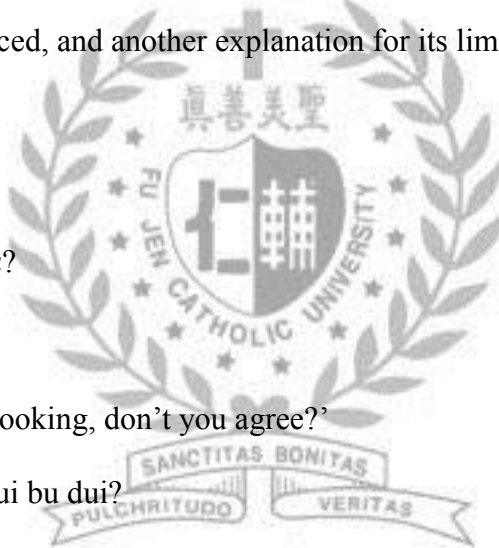 ced, and another explanation for its lim
真善美聖
FU JEN CATHOLIC UNIVERSITY
仁輔
?
ooking, don’t you agree?’
SANCTITAS BONITAS
ui bu dui?
PULCHRITUDO VERITAS